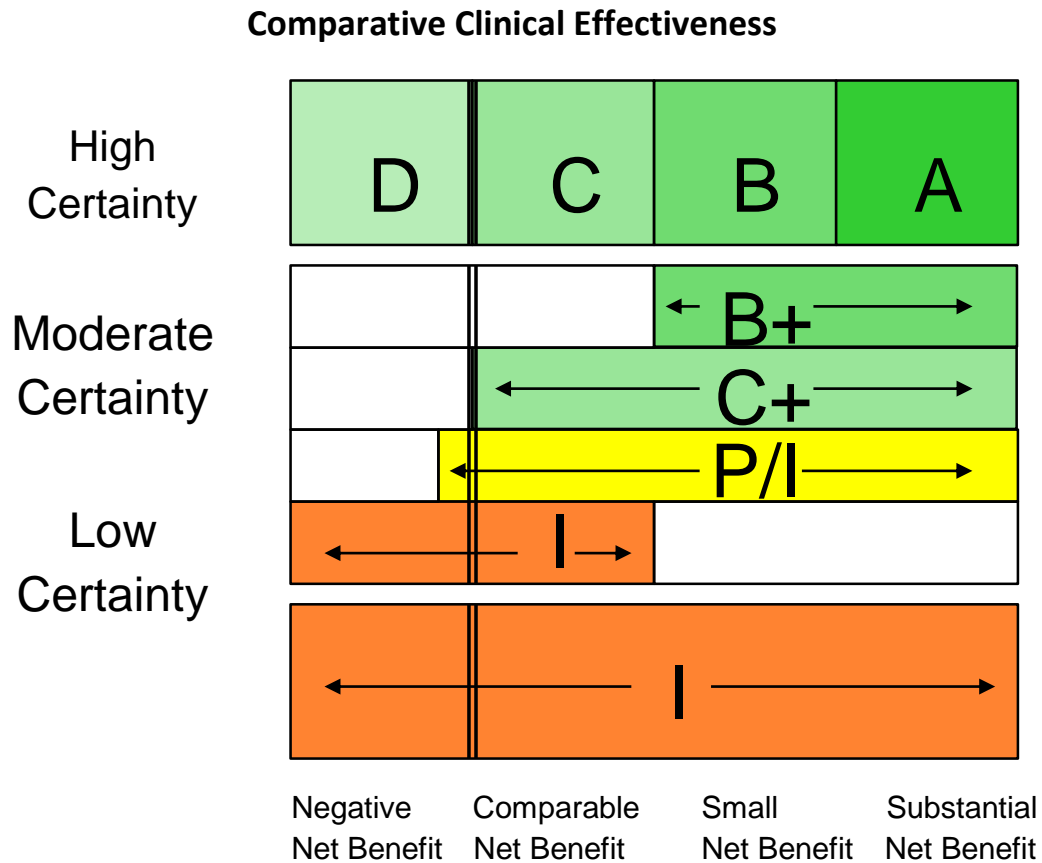 Comparative Clinical Effectiveness
High
Certainty
D C B A
Moderate
Certainty
B+
C+
P/I
Low
Certainty
I
I
Negative
Net Benefit
Comparable
Net Benefit
Small
Net Benefit
Substantial
Net Benefit